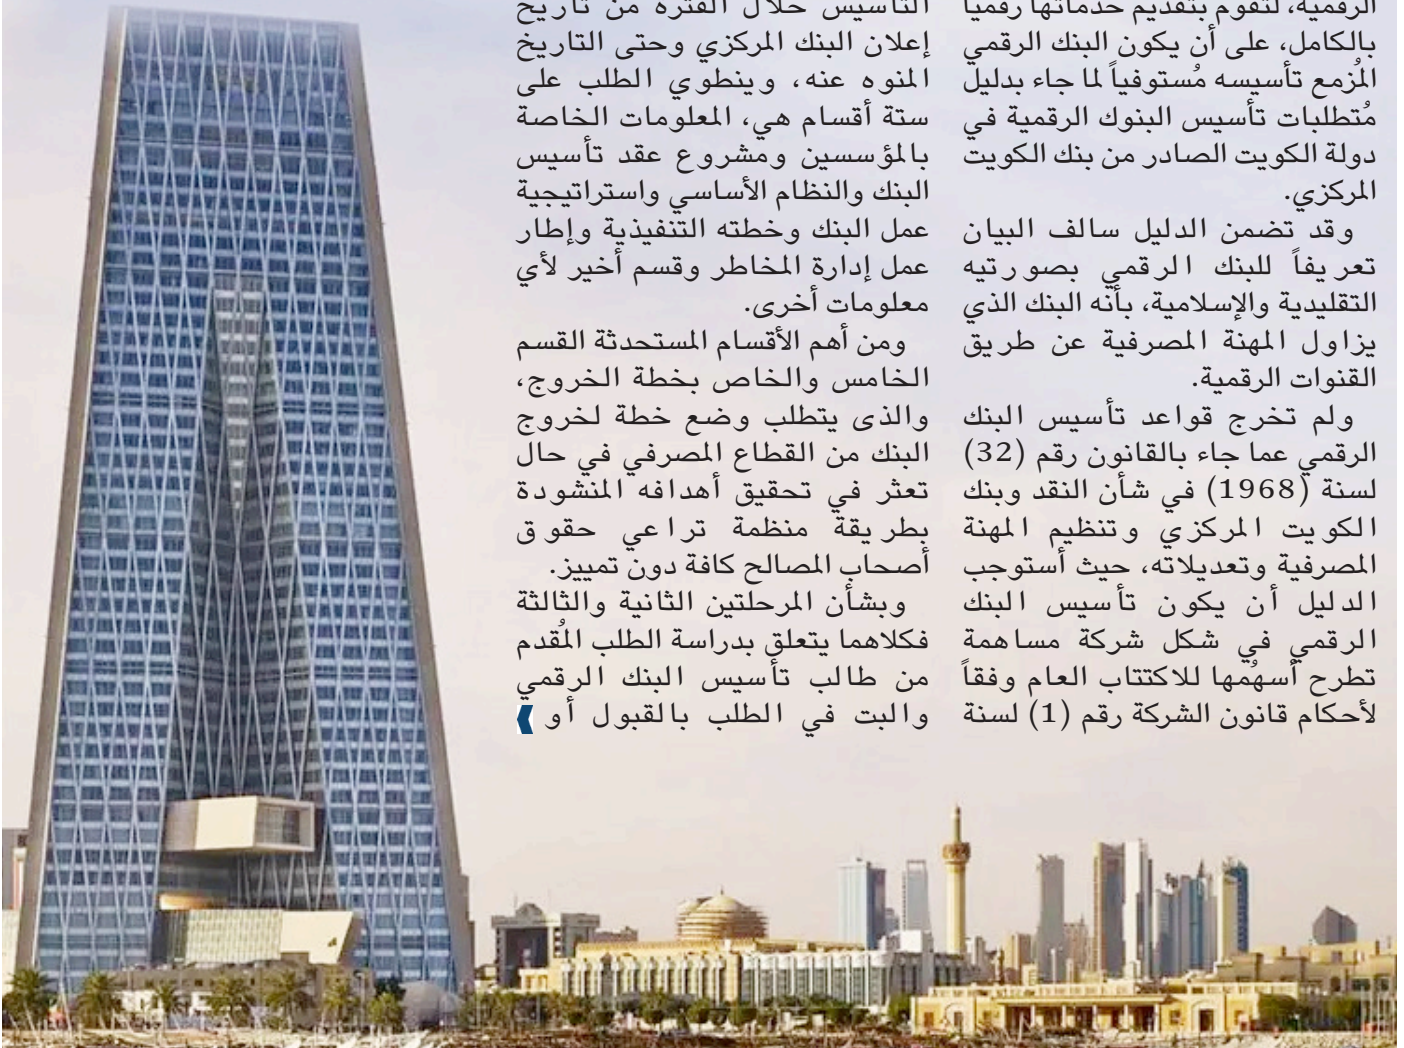 الرقمية، لتقوم بتقديم خدماتها رقمياً
بالكامل، على أن يكون البنك الرقمي
المُزمع تأسيسه مُستوفياً لما جاء بدليل
مُتطلبات تأسيس البنوك الرقمية في
دولة الكويت الصادر من بنك الكويت
المركزي.
وقد تضمن الدليل سالف البيان
تعريفاً للبنك الرقمي بصورتيه
التقليدية والإسلامية، بأنه البنك الذي
يزاول المهنة المصرفية عن طريق
القنوات الرقمية.
ولم تخرج قواعد تأسيس البنك
الرقمي عما جاء بالقانون رقم (32)
لسنة (1968) في شأن النقد وبنك
الكويت المركزي وتنظيم المهنة
المصرفية وتعديلاته، حيث أستوجب
الدليل أن يكون تأسيس البنك
الرقمي في شكل شركة مساهمة
تطرح أسهُمها للاكتتاب العام وفقاً
لأحكام قانون الشركة رقم (1) لسنة
التأسيس خلال الفترة من تاريخ
إعلان البنك المركزي وحتى التاريخ
المنوه عنه، وينطوي الطلب على
ستة أقسام هي، المعلومات الخاصة
بالمؤسسين ومشروع عقد تأسيس
البنك والنظام الأساسي واستراتيجية
عمل البنك وخطته التنفيذية وإطار
عمل إدارة المخاطر وقسم أخير لأي
معلومات أخرى.
ومن أهم الأقسام المستحدثة القسم
الخامس والخاص بخطة الخروج،
والذى يتطلب وضع خطة لخروج
البنك من القطاع المصرفي في حال
تعثر في تحقيق أهدافه المنشودة
بطريقة منظمة تراعي حقوق
أصحاب المصالح كافة دون تمييز.
وبشأن المرحلتين الثانية والثالثة
فكلاهما يتعلق بدراسة الطلب المُقدم
من طالب تأسيس البنك الرقمي
والبت في الطلب بالقبول أو